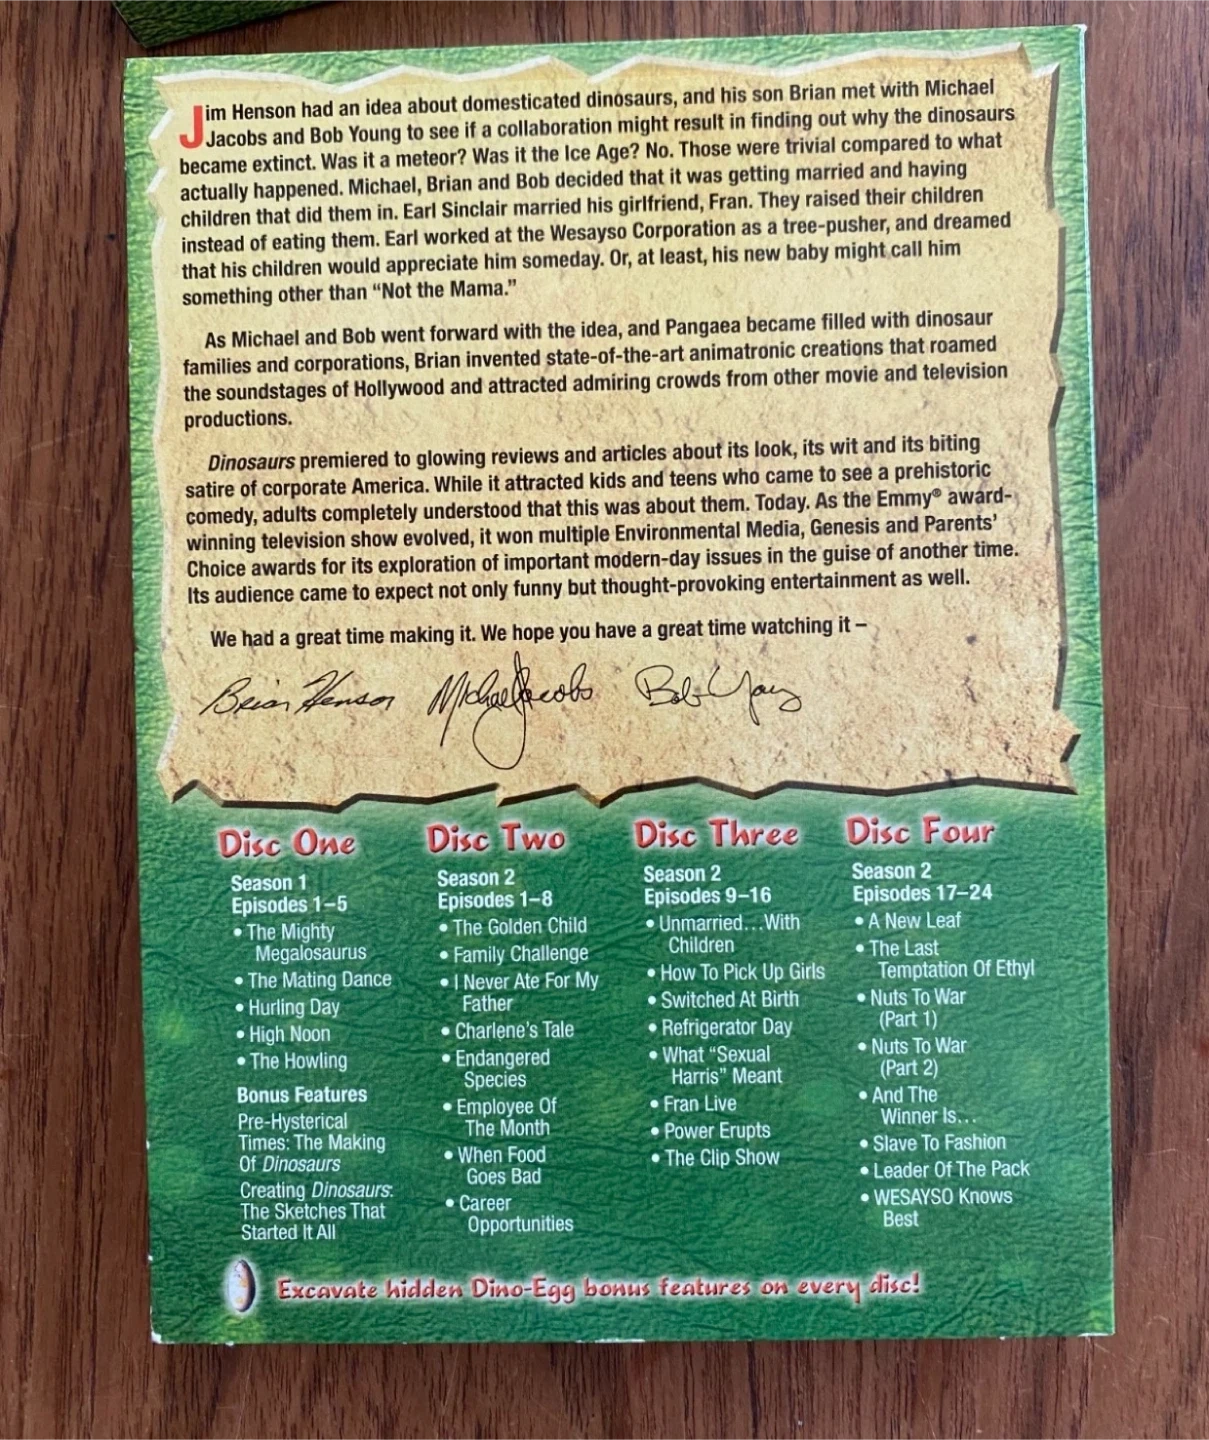 Jim Henson had an idea about domesticated dinosaurs, and his son Brian met with Michael
Jacobs and Bob Young to see if a collaboration might result in finding out why the dinosaurs
became extinct. Was it a meteor? Was it the Ice Age? No. Those were trivial compared to what
actually happened. Michael, Brian and Bob decided that it was getting married and having
children that did them in. Earl Sinclair married his girlfriend, Fran. They raised their children
instead of eating them. Earl worked at the Wesayso Corporation as a tree-pusher, and dreamed
that his children would appreciate him someday. Or, at least, his new baby might call him
something other than “Not the Mama.”
As Michael and Bob went forward with the idea, and Pangaea became filled with dinosaur
families and corporations, Brian invented state-of-the-art animatronic creations that roamed
the soundstages of Hollywood and attracted admiring crowds from other movie and television
productions.
Dinosaurs premiered to glowing reviews and articles about its look, its wit and its biting
satire of corporate America. While it attracted kids and teens who came to see a prehistoric
comedy, adults completely understood that this was about them. Today. As the Emmy® award-
winning television show evolved, it won multiple Environmental Media, Genesis and Parents’
Choice awards for its exploration of important modern-day issues in the guise of another time.
Its audience came to expect not only funny but thought-provoking entertainment as well.
We had a great time making it. We hope you have a great time watching it –
Brian Henson Michael Jacobs Bob Young
Disc One
Season 1
Episodes 1–5
• The Mighty
Megalosaurus
• The Mating Dance
• Hurling Day
• High Noon
• The Howling
Bonus Features
Pre-Hysterical
Times: The Making
Of Dinosaurs
Creating Dinosaurs:
The Sketches That
Started It All
Disc Two
Season 2
Episodes 1–8
• The Golden Child
• Family Challenge
• I Never Ate For My
Father
• Charlene’s Tale
• Endangered
Species
• Employee Of
The Month
• When Food
Goes Bad
• Career
Opportunities
Disc Three
Season 2
Episodes 9–16
• Unmarried...With
Children
• How To Pick Up Girls
• Switched At Birth
• Refrigerator Day
• What “Sexual
Harris” Meant
• Fran Live
• Power Erupts
• The Clip Show
Disc Four
Season 2
Episodes 17–24
• A New Leaf
• The Last
Temptation Of Ethyl
• Nuts To War
(Part 1)
• Nuts To War
(Part 2)
• And The
Winner Is...
• Slave To Fashion
• Leader Of The Pack
• WESAYSO Knows
Best
Excavate hidden Dino-Egg bonus features on every disc!